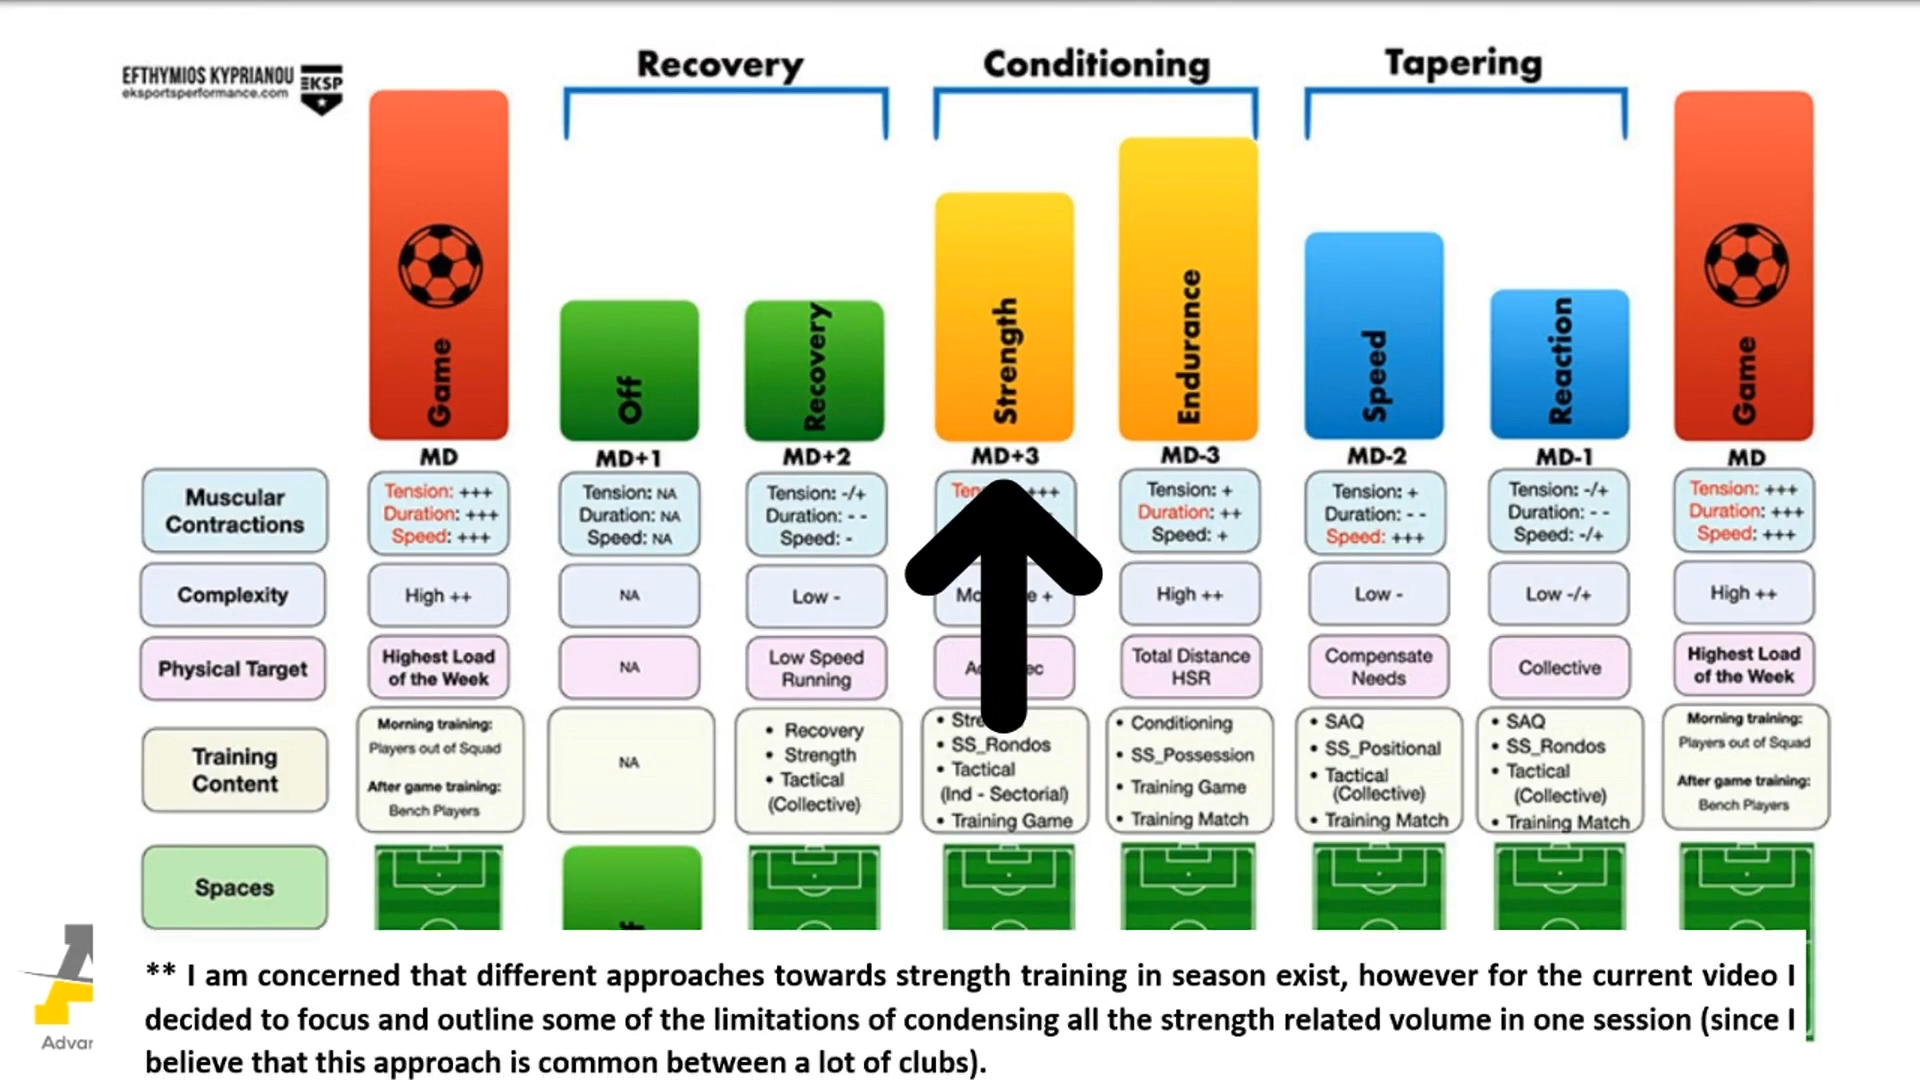 Recovery
Conditioning
Tapering
EFTHYMIOS KYPRIANOU
eksportsperformance.com
EKSP
Game
Off
Recovery
Strength
Endurance
Speed
Reaction
Game
MD
MD+1
MD+2
MD+3
MD-3
MD-2
MD-1
MD
Muscular
Contractions
Tension: +++
Duration: +++
Speed: +++
Tension: NA
Duration: NA
Speed: NA
Tension: -/+
Duration: - -
Speed: -
+++
Tension: +
Duration: ++
Speed: +
Tension: +
Duration: - -
Speed: +++
Tension: -/+
Duration: - -
Speed: -/+
Tension: +++
Duration: +++
Speed: +++
Complexity
High ++
NA
Low -
+
High ++
Low -
Low -/+
High ++
Physical Target
Highest Load
of the Week
NA
Low Speed
Running
Total Distance
HSR
Compensate
Needs
Collective
Highest Load
of the Week
Training
Content
Morning training:
Players out of Squad
After game training:
Bench Players
NA
• Recovery
• Strength
• Tactical
(Collective)
• SS_Rondos
• Tactical
(Ind - Sectorial)
• Training Game
• Conditioning
• SS_Possession
• Training Game
• Training Match
• SAQ
• SS_Positional
• Tactical
(Collective)
• Training Match
• SAQ
• SS_Rondos
• Tactical
(Collective)
• Training Match
Morning training:
Players out of Squad
After game training:
Bench Players
Spaces
Advar
** I am concerned that different approaches towards strength training in season exist, however for the current video I
decided to focus and outline some of the limitations of condensing all the strength related volume in one session (since I
believe that this approach is common between a lot of clubs).